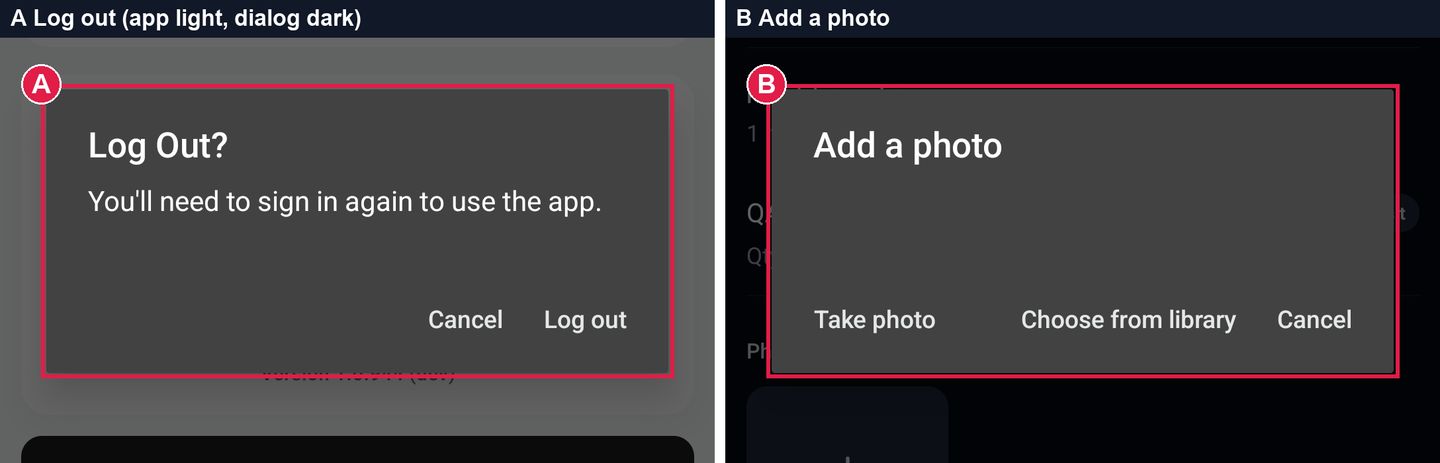 A Log out (app light, dialog dark)
A
Log Out?
You'll need to sign in again to use the app.
Cancel Log out
B Add a photo
B
Add a photo
1
Take photo Choose from library Cancel